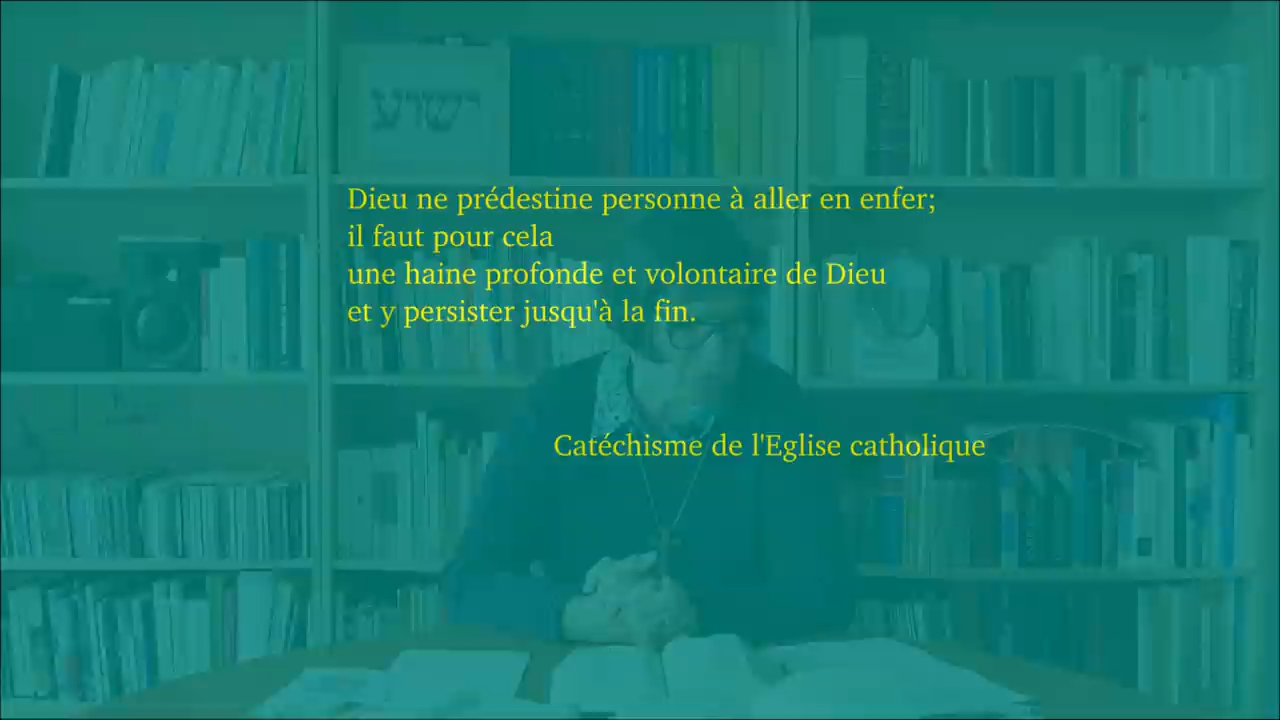 ישוע
Dieu ne prédestine personne à aller en enfer;
il faut pour cela
une haine profonde et volontaire de Dieu
et y persister jusqu'à la fin.
Catéchisme de l'Eglise catholique